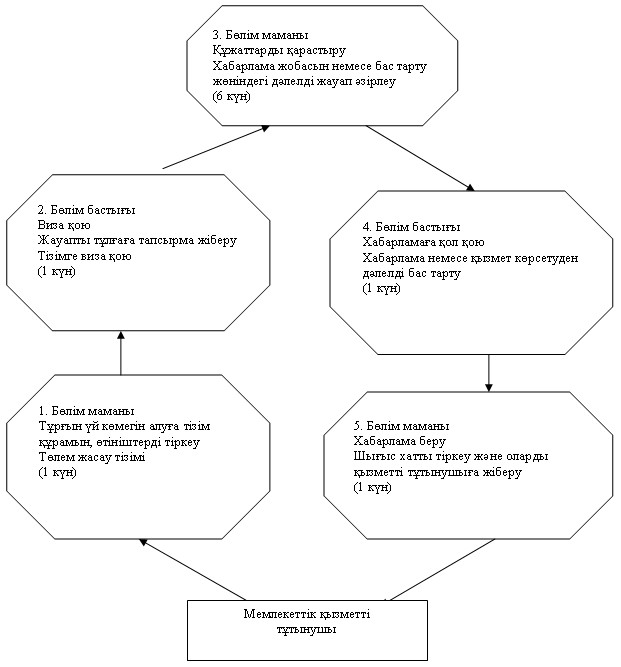 3. Бөлім маманы
Құжаттарды қарастыру
Хабарлама жобасын немесе бас тарту
жөніндегі дәлелді жауап әзірлеу
(6 күн)
2. Бөлім бастығы
Виза қою
Жауапты тұлғаға тапсырма жіберу
Тізімге виза қою
(1 күн)
4. Бөлім бастығы
Хабарламаға қол қою
Хабарлама немесе қызмет көрсетуден
дәлелді бас тарту
(1 күн)
1. Бөлім маманы
Тұрғын үй көмегін алуға тізім
құрамын, өтініштерді тіркеу
Төлем жасау тізімі
(1 күн)
5. Бөлім маманы
Хабарлама беру
Шығыс хатты тіркеу және оларды
қызметті тұтынушыға жіберу
(1 күн)
Мемлекеттік қызметті
тұтынушы